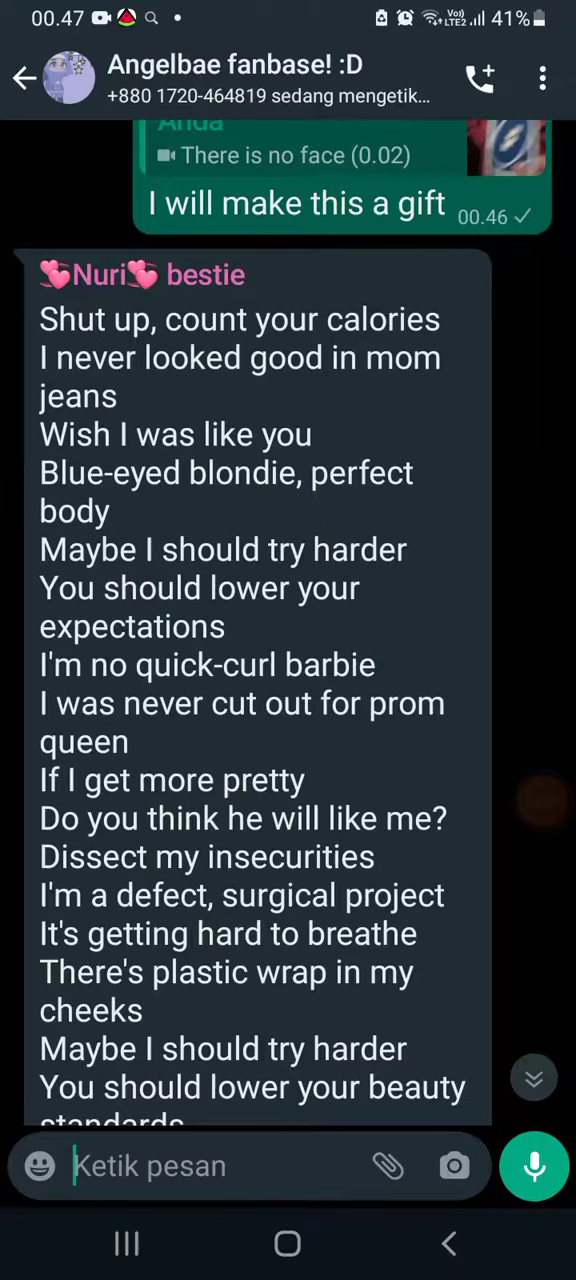 00.47
Vo)) LTE2 41%
Angelbae fanbase! :D
+880 1720-464819 sedang mengetik...
Anda
There is no face (0.02)
I will make this a gift
00.46
💞Nuri💞 bestie
Shut up, count your calories
I never looked good in mom
jeans
Wish I was like you
Blue-eyed blondie, perfect
body
Maybe I should try harder
You should lower your
expectations
I'm no quick-curl barbie
I was never cut out for prom
queen
If I get more pretty
Do you think he will like me?
Dissect my insecurities
I'm a defect, surgical project
It's getting hard to breathe
There's plastic wrap in my
cheeks
Maybe I should try harder
You should lower your beauty
standards
Ketik pesan